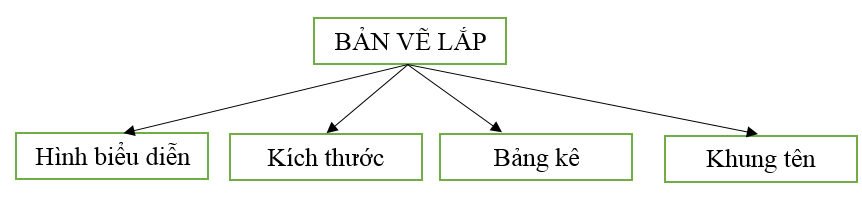 BẢN VẼ LẮP
Hình biểu diễn
Kích thước
Bảng kê
Khung tên